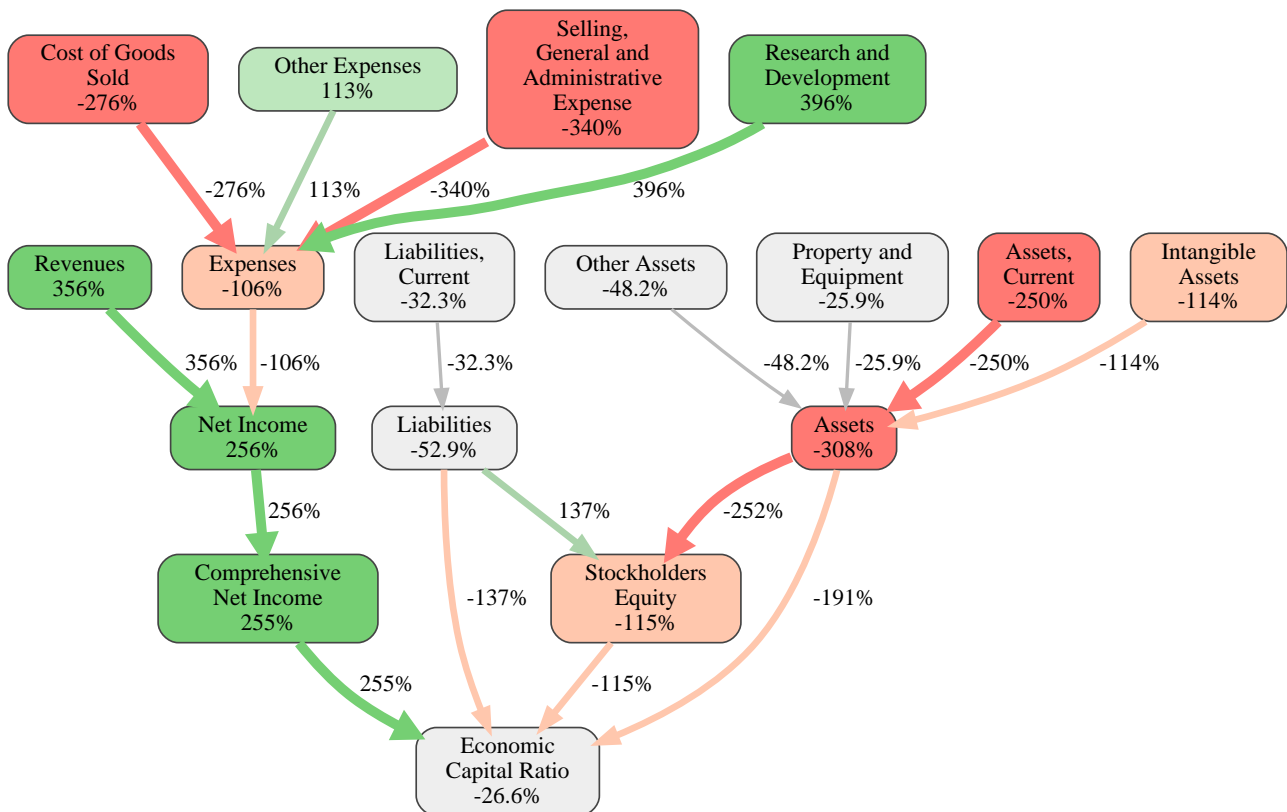 Cost of Goods
Sold
-276%
Other Expenses
113%
Selling,
General and
Administrative
Expense
-340%
Research and
Development
396%
-276%
113%
-340%
396%
Revenues
356%
Expenses
-106%
Liabilities,
Current
-32.3%
Other Assets
-48.2%
Property and
Equipment
-25.9%
Assets,
Current
-250%
Intangible
Assets
-114%
356%
-106%
-32.3%
-48.2%
-25.9%
-250%
-114%
Net Income
256%
Liabilities
-52.9%
Assets
-308%
256%
137%
-252%
Comprehensive
Net Income
255%
-137%
Stockholders
Equity
-115%
-191%
255%
-115%
Economic
Capital Ratio
-26.6%